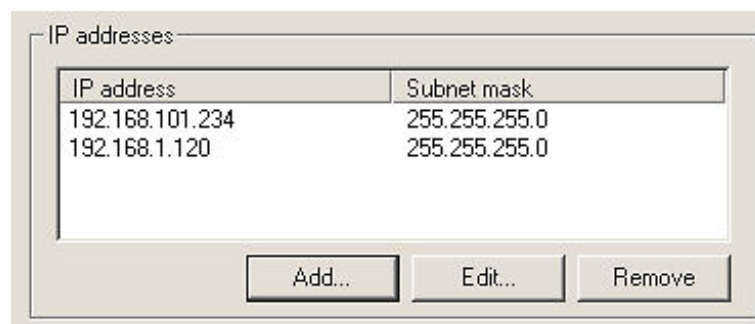 IP addresses
IP address Subnet mask
192.168.101.234 255.255.255.0
192.168.1.120 255.255.255.0
Add... Edit... Remove